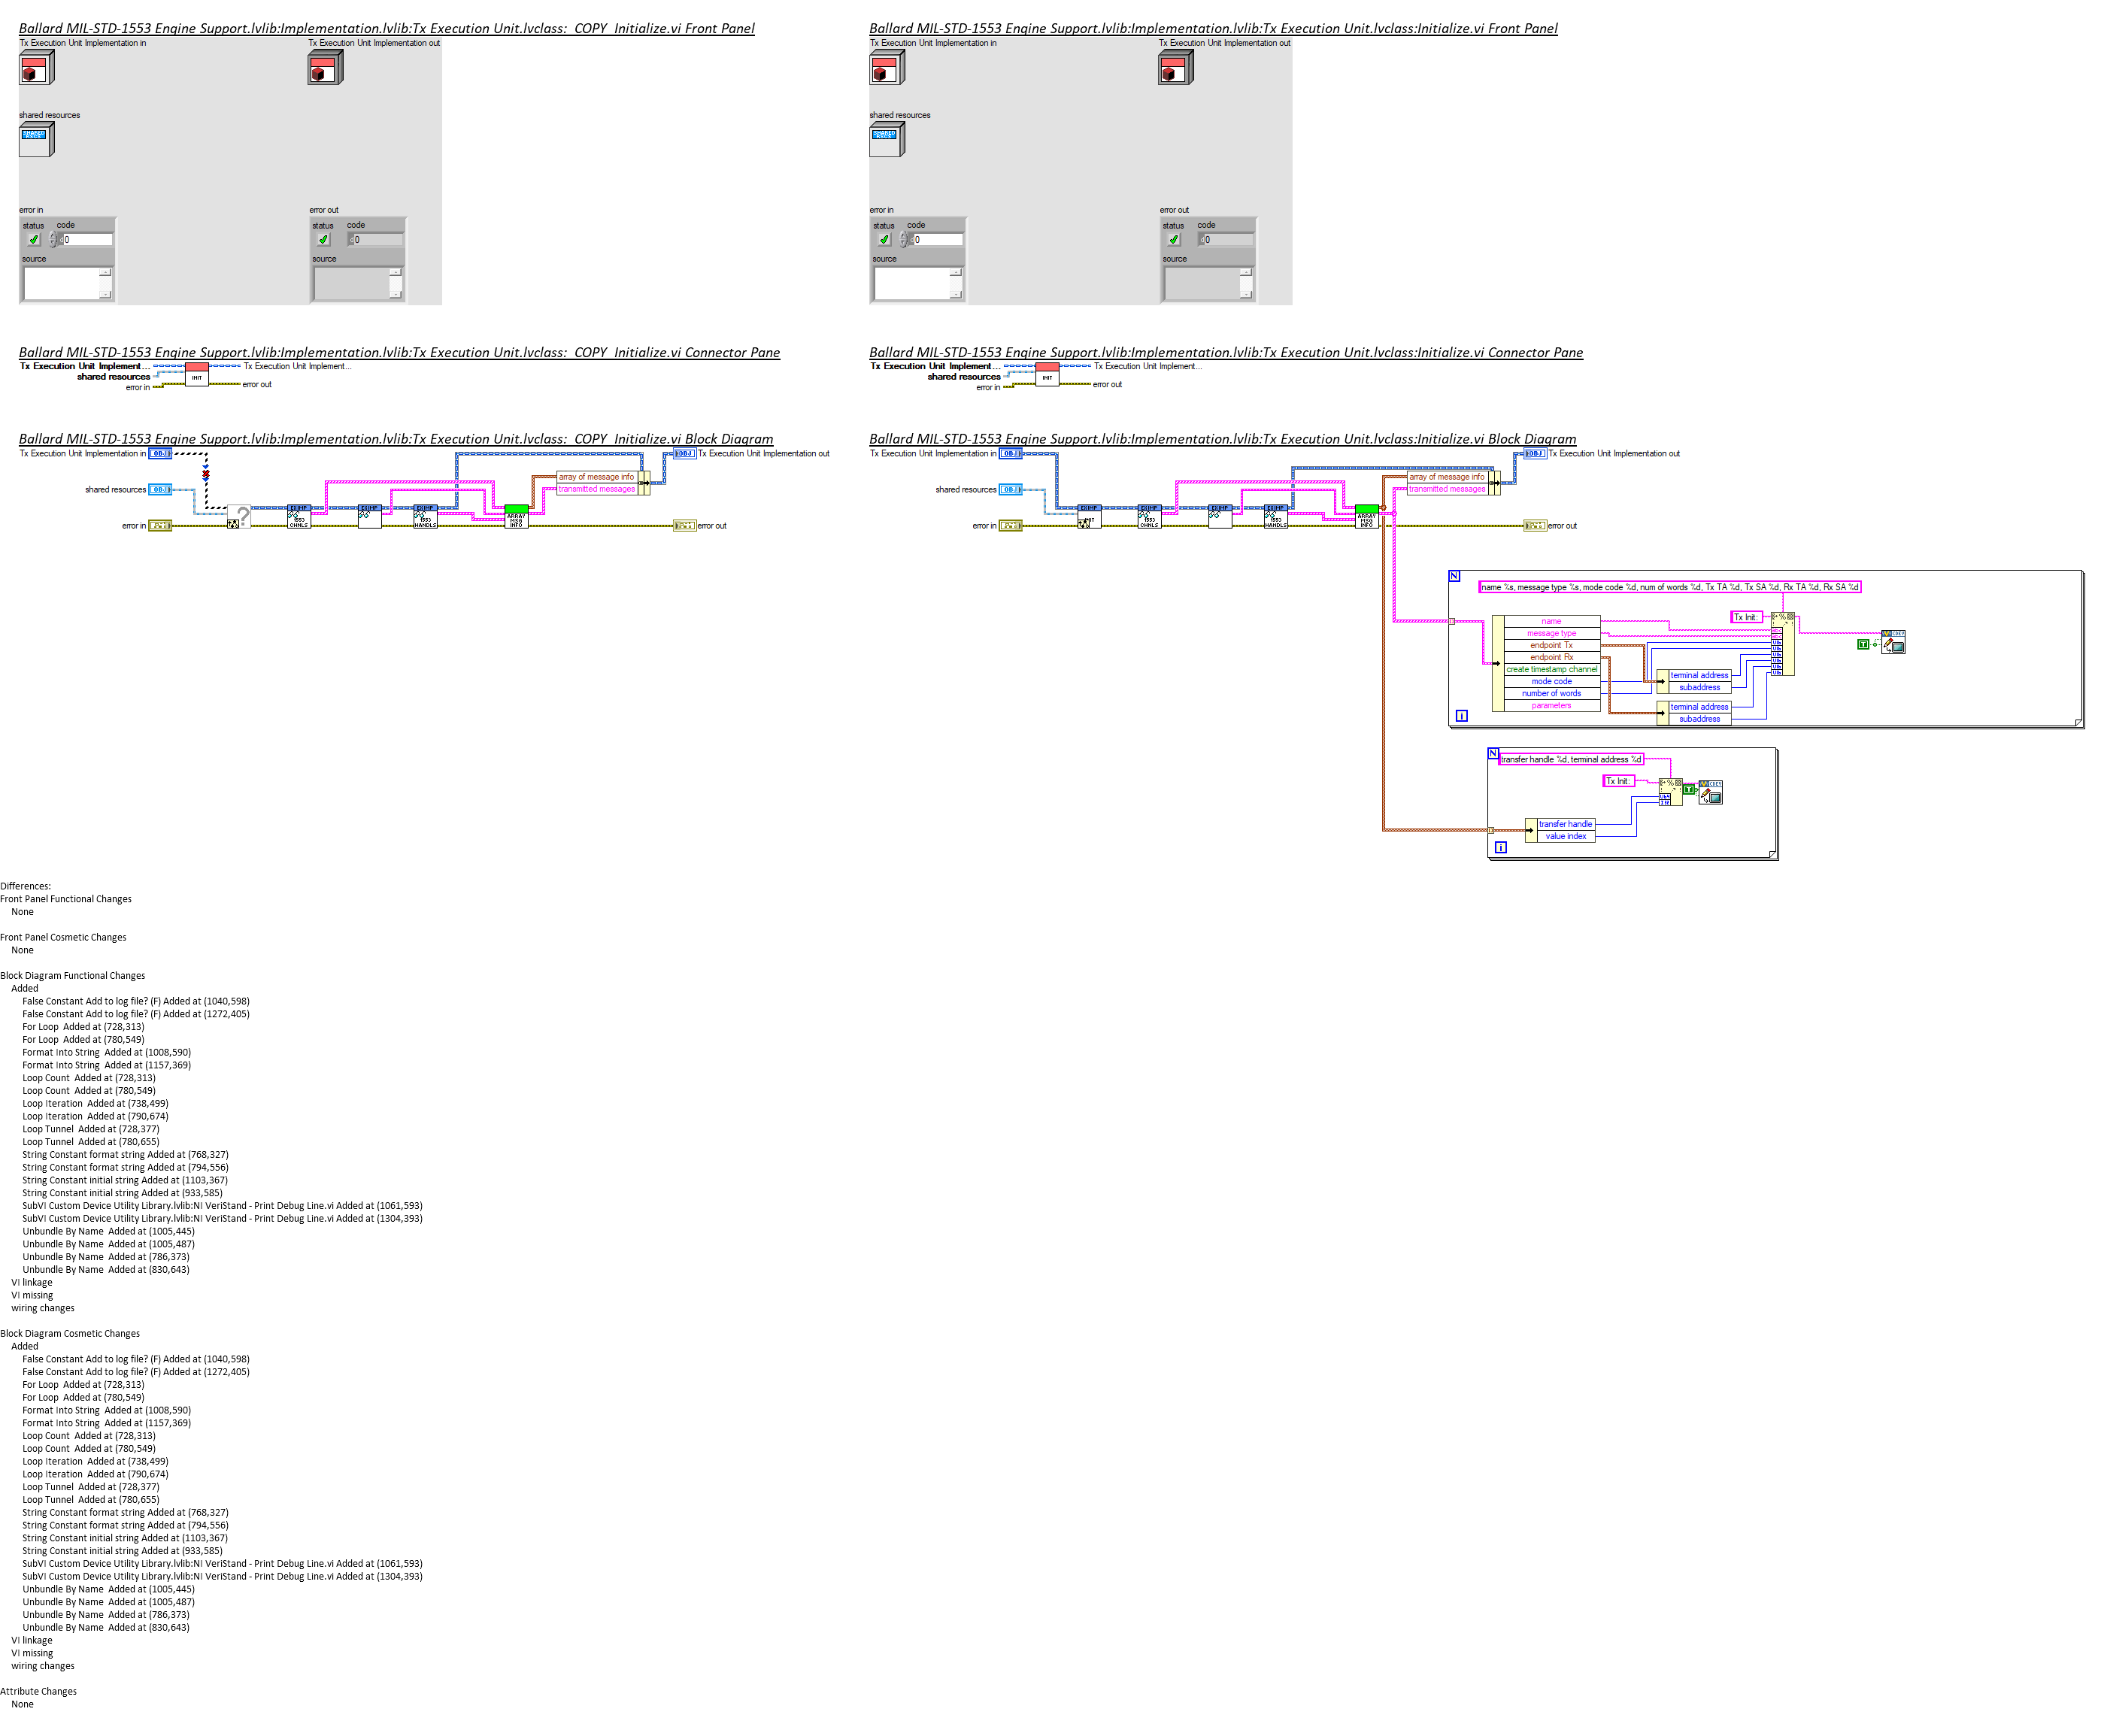 Ballard MIL-STD-1553 Engine Support.lvlib:Implementation.lvlib:Tx Execution Unit.lvclass:_COPY_Initialize.vi Front Panel
Tx Execution Unit Implementation in
Tx Execution Unit Implementation out
shared resources
error in
status
code
0
source
error out
status
code
0
source
Ballard MIL-STD-1553 Engine Support.lvlib:Implementation.lvlib:Tx Execution Unit.lvclass:Initialize.vi Front Panel
Tx Execution Unit Implementation in
Tx Execution Unit Implementation out
shared resources
error in
status
code
0
source
error out
status
code
0
source
Ballard MIL-STD-1553 Engine Support.lvlib:Implementation.lvlib:Tx Execution Unit.lvclass:_COPY_Initialize.vi Connector Pane
Tx Execution Unit Implement...
shared resources
error in
INIT
Tx Execution Unit Implement...
error out
Ballard MIL-STD-1553 Engine Support.lvlib:Implementation.lvlib:Tx Execution Unit.lvclass:Initialize.vi Connector Pane
Tx Execution Unit Implement...
shared resources
error in
INIT
Tx Execution Unit Implement...
error out
Ballard MIL-STD-1553 Engine Support.lvlib:Implementation.lvlib:Tx Execution Unit.lvclass:_COPY_Initialize.vi Block Diagram
Tx Execution Unit Implementation in
OBJ
shared resources
OBJ
error in
?
1553 CHNLS
1553 HANDLS
ARRAY MSG INFO
array of message info
transmitted messages
OBJ
Tx Execution Unit Implementation out
error out
Ballard MIL-STD-1553 Engine Support.lvlib:Implementation.lvlib:Tx Execution Unit.lvclass:Initialize.vi Block Diagram
Tx Execution Unit Implementation in
OBJ
shared resources
OBJ
error in
1553 CHNLS
1553 HANDLS
ARRAY MSG INFO
array of message info
transmitted messages
OBJ
Tx Execution Unit Implementation out
error out
N
name %s, message type %s, mode code %d, num of words %d, Tx TA %d, Tx SA %d, Rx TA %d, Rx SA %d
Tx Init:
name
message type
endpoint Tx
endpoint Rx
create timestamp channel
mode code
number of words
parameters
terminal address
subaddress
terminal address
subaddress
T
i
N
transfer handle %d, terminal address %d
Tx Init:
T
transfer handle
value index
i
Differences:
Front Panel Functional Changes
None
Front Panel Cosmetic Changes
None
Block Diagram Functional Changes
Added
False Constant Add to log file? (F) Added at (1040,598)
False Constant Add to log file? (F) Added at (1272,405)
For Loop  Added at (728,313)
For Loop  Added at (780,549)
Format Into String  Added at (1008,590)
Format Into String  Added at (1157,369)
Loop Count  Added at (728,313)
Loop Count  Added at (780,549)
Loop Iteration  Added at (738,499)
Loop Iteration  Added at (790,674)
Loop Tunnel  Added at (728,377)
Loop Tunnel  Added at (780,655)
String Constant format string Added at (768,327)
String Constant format string Added at (794,556)
String Constant initial string Added at (1103,367)
String Constant initial string Added at (933,585)
SubVI Custom Device Utility Library.lvlib:NI VeriStand - Print Debug Line.vi Added at (1061,593)
SubVI Custom Device Utility Library.lvlib:NI VeriStand - Print Debug Line.vi Added at (1304,393)
Unbundle By Name  Added at (1005,445)
Unbundle By Name  Added at (1005,487)
Unbundle By Name  Added at (786,373)
Unbundle By Name  Added at (830,643)
VI linkage
VI missing
wiring changes
Block Diagram Cosmetic Changes
Added
False Constant Add to log file? (F) Added at (1040,598)
False Constant Add to log file? (F) Added at (1272,405)
For Loop  Added at (728,313)
For Loop  Added at (780,549)
Format Into String  Added at (1008,590)
Format Into String  Added at (1157,369)
Loop Count  Added at (728,313)
Loop Count  Added at (780,549)
Loop Iteration  Added at (738,499)
Loop Iteration  Added at (790,674)
Loop Tunnel  Added at (728,377)
Loop Tunnel  Added at (780,655)
String Constant format string Added at (768,327)
String Constant format string Added at (794,556)
String Constant initial string Added at (1103,367)
String Constant initial string Added at (933,585)
SubVI Custom Device Utility Library.lvlib:NI VeriStand - Print Debug Line.vi Added at (1061,593)
SubVI Custom Device Utility Library.lvlib:NI VeriStand - Print Debug Line.vi Added at (1304,393)
Unbundle By Name  Added at (1005,445)
Unbundle By Name  Added at (1005,487)
Unbundle By Name  Added at (786,373)
Unbundle By Name  Added at (830,643)
VI linkage
VI missing
wiring changes
Attribute Changes
None